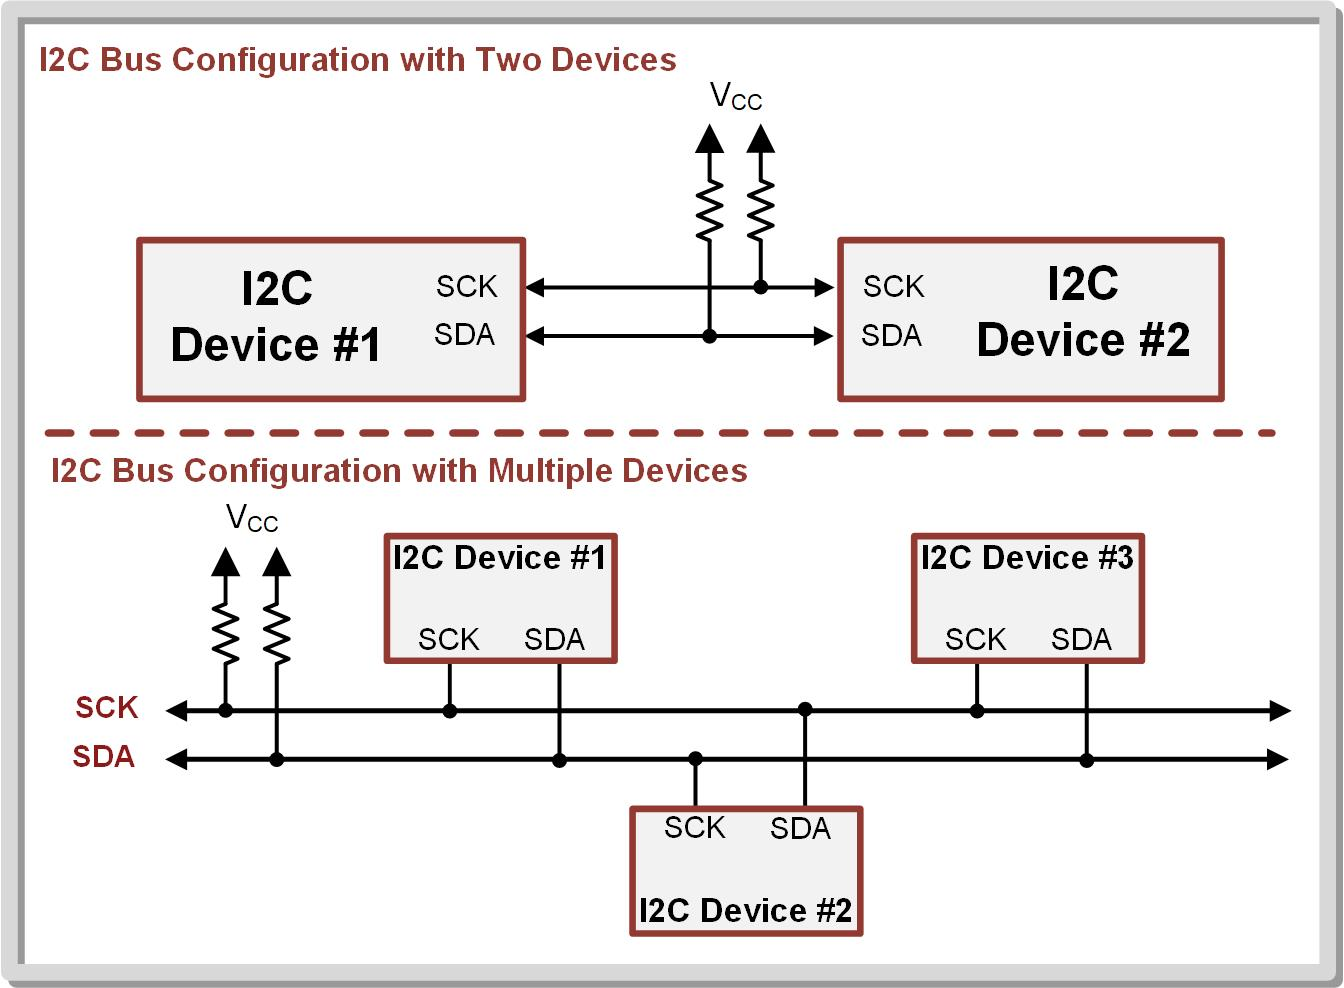 I2C Bus Configuration with Two Devices
VCC
I2C
Device #1
SCK
SDA
SCK
SDA
I2C
Device #2
I2C Bus Configuration with Multiple Devices
VCC
I2C Device #1
SCK SDA
I2C Device #3
SCK SDA
SCK
SDA
SCK SDA
I2C Device #2